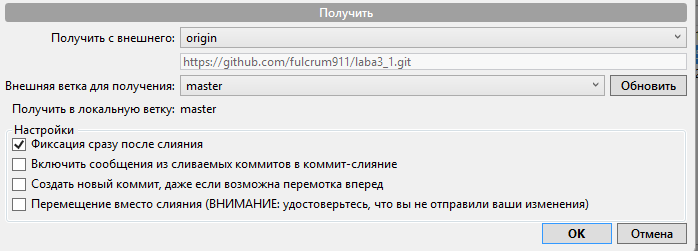 Получить
Получить с внешнего: origin
https://github.com/fulcrum911/laba3_1.git
Внешняя ветка для получения: master Обновить
Получить в локальную ветку: master
Настройки
Фиксация сразу после слияния
Включить сообщения из сливаемых коммитов в коммит-слияние
Создать новый коммит, даже если возможна перемотка вперед
Перемещение вместо слияния (ВНИМАНИЕ: удостоверьтесь, что вы не отправили ваши изменения)
OK Отмена